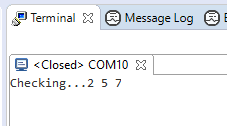 Terminal Message Log
<Closed> COM10
Checking...2 5 7